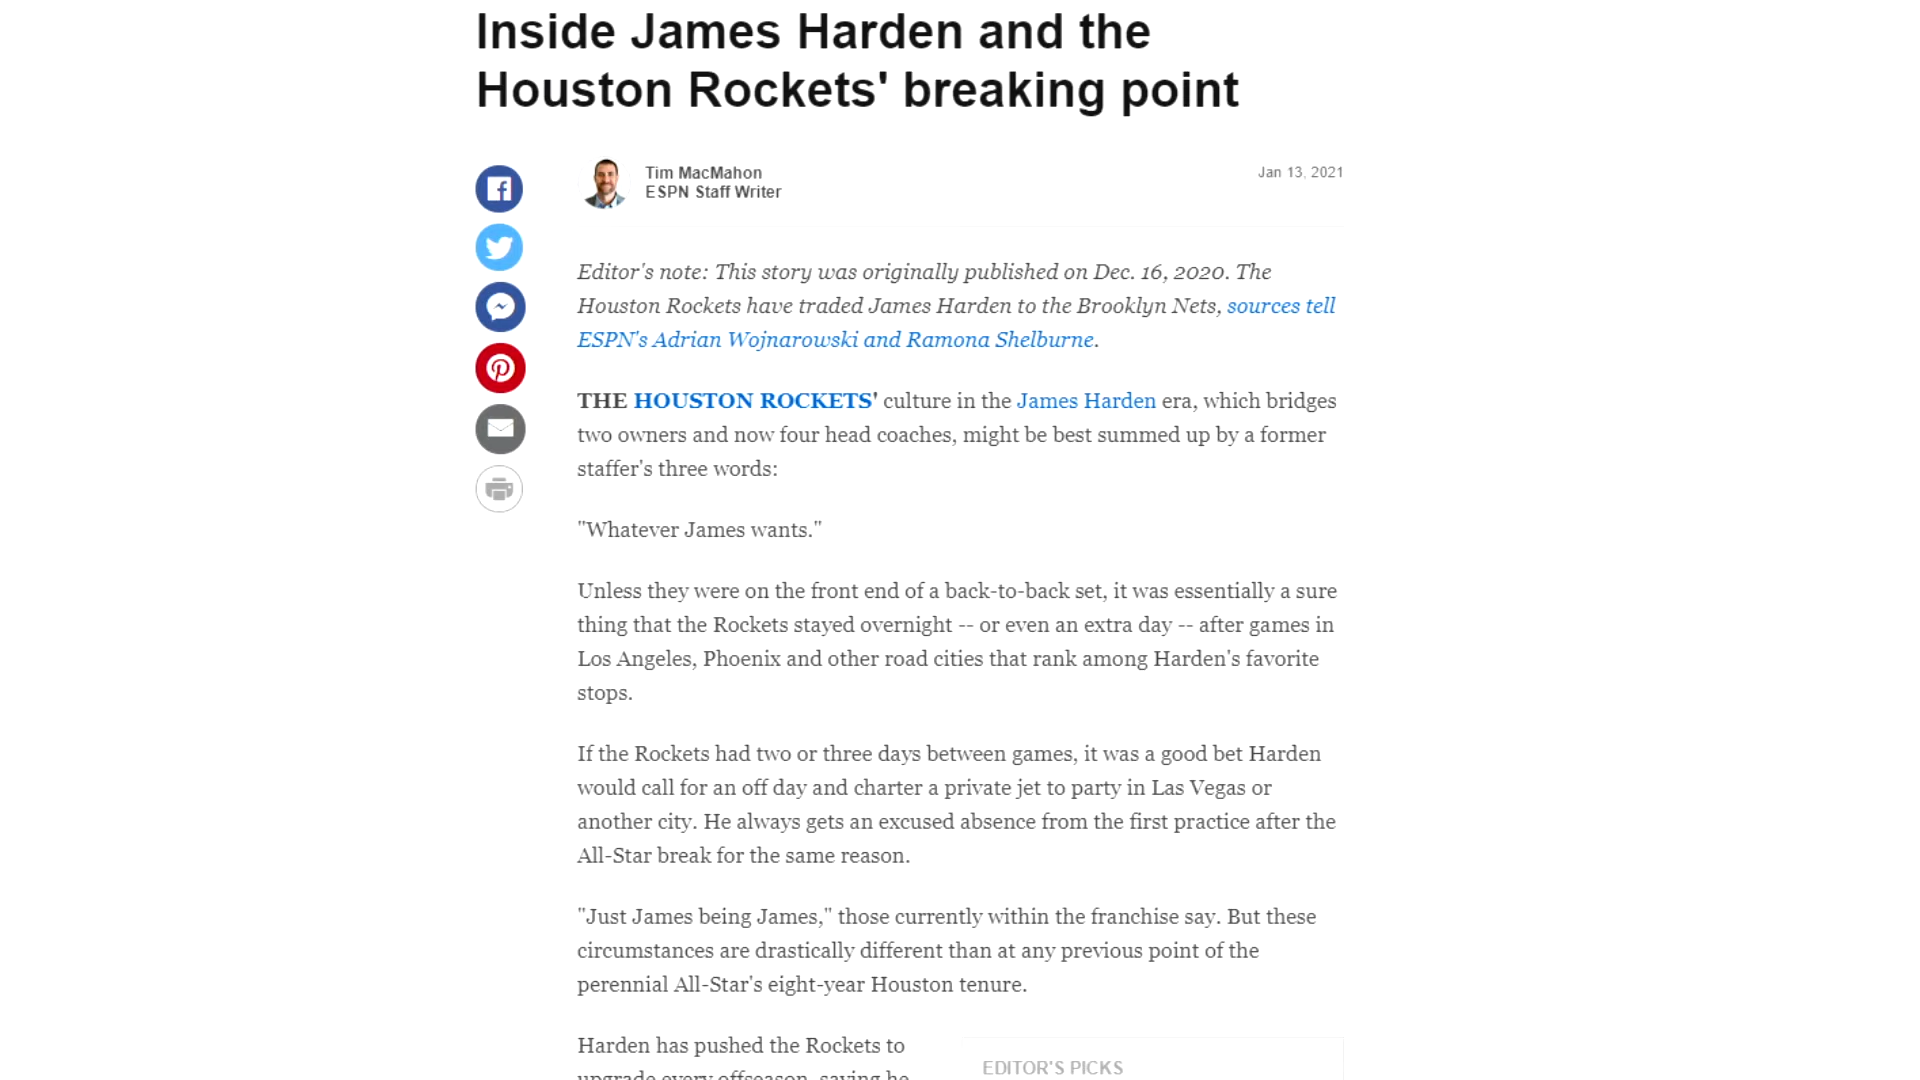 Inside James Harden and the
Houston Rockets' breaking point
Tim MacMahon
ESPN Staff Writer
Jan 13, 2021
Editor's note: This story was originally published on Dec. 16, 2020. The
Houston Rockets have traded James Harden to the Brooklyn Nets, sources tell
ESPN's Adrian Wojnarowski and Ramona Shelburne.
THE HOUSTON ROCKETS' culture in the James Harden era, which bridges
two owners and now four head coaches, might be best summed up by a former
staffer's three words:
"Whatever James wants."
Unless they were on the front end of a back-to-back set, it was essentially a sure
thing that the Rockets stayed overnight -- or even an extra day -- after games in
Los Angeles, Phoenix and other road cities that rank among Harden's favorite
stops.
If the Rockets had two or three days between games, it was a good bet Harden
would call for an off day and charter a private jet to party in Las Vegas or
another city. He always gets an excused absence from the first practice after the
All-Star break for the same reason.
"Just James being James," those currently within the franchise say. But these
circumstances are drastically different than at any previous point of the
perennial All-Star's eight-year Houston tenure.
Harden has pushed the Rockets to
upgrade every offseason, saying he
EDITOR'S PICKS